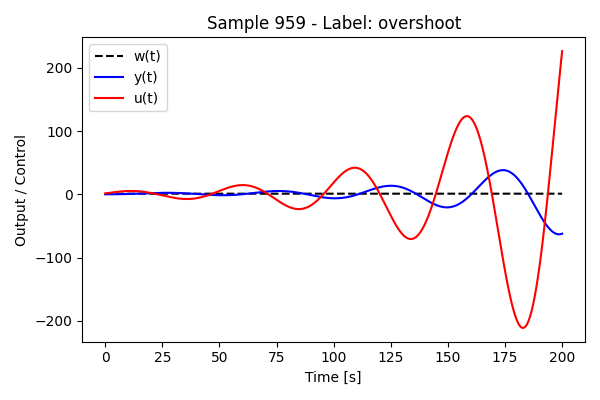 Sample 959 - Label: overshoot
w(t)
y(t)
u(t)
Output / Control
200
100
0
−100
−200
0
25
50
75
100
125
150
175
200
Time [s]